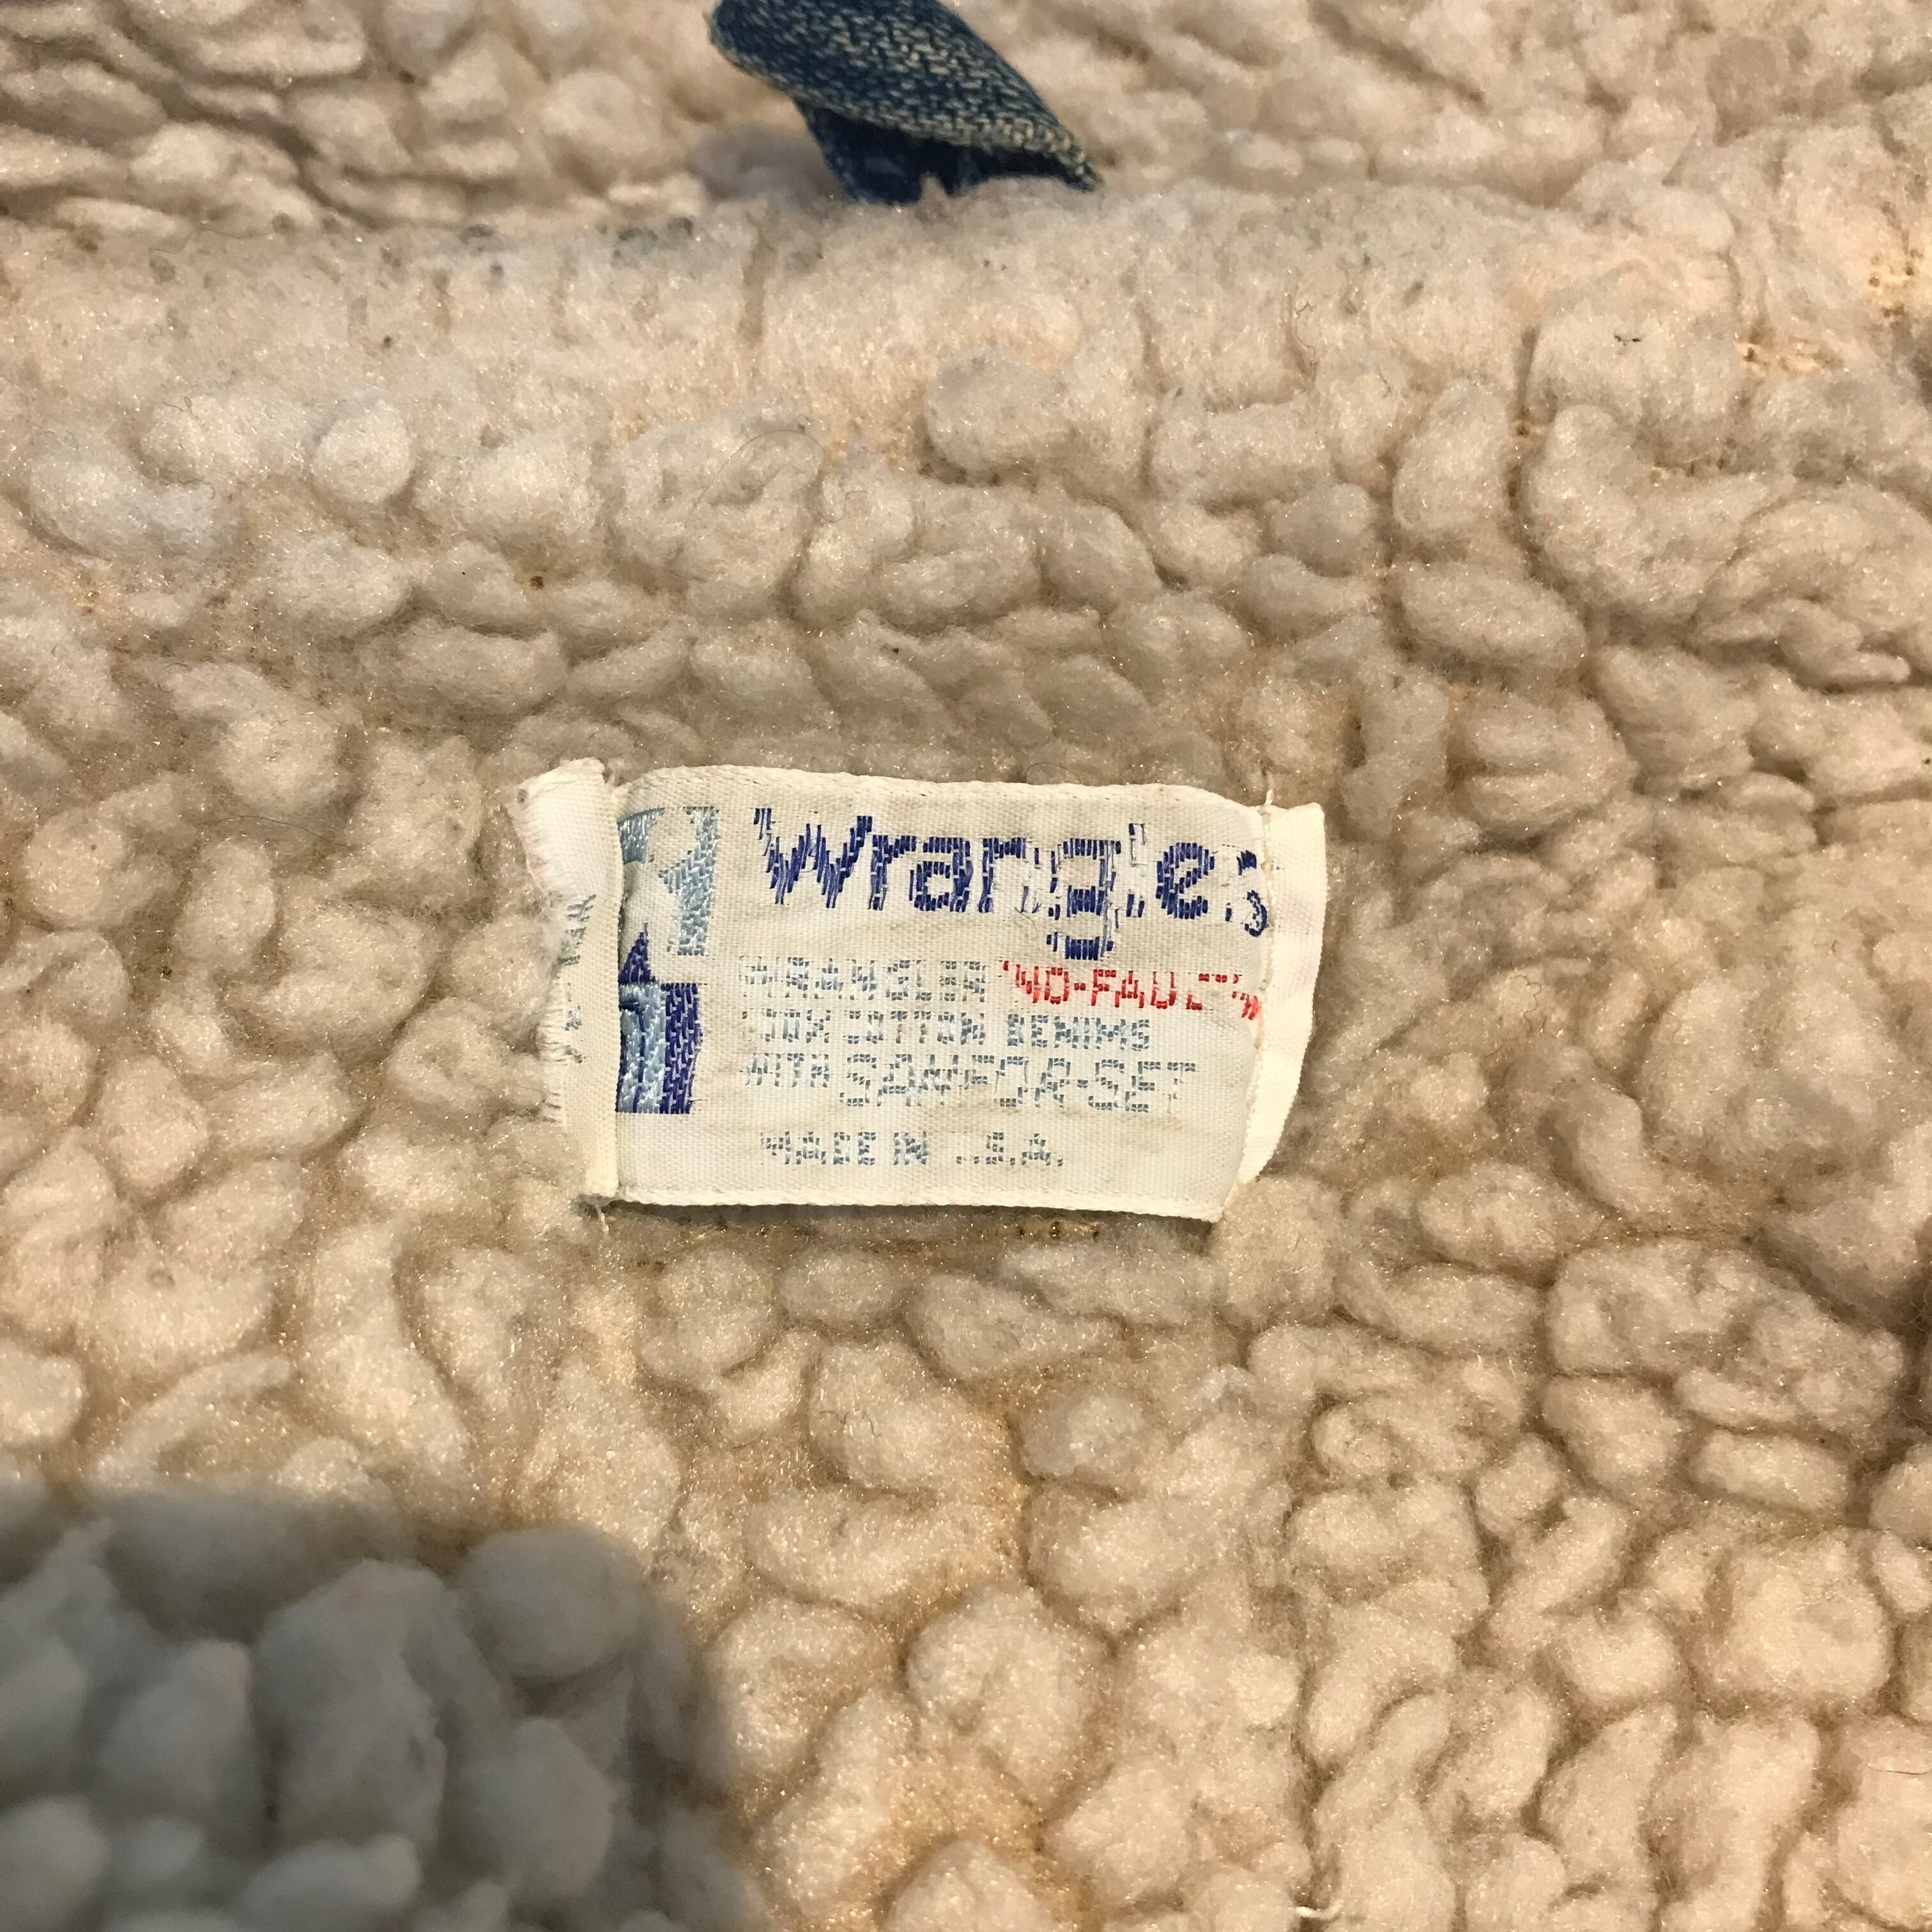 Wrangler
WRANGLER "NO-FAULT"
100% COTTON DENIMS
WITH SANFOR-SET
MADE IN U.S.A.